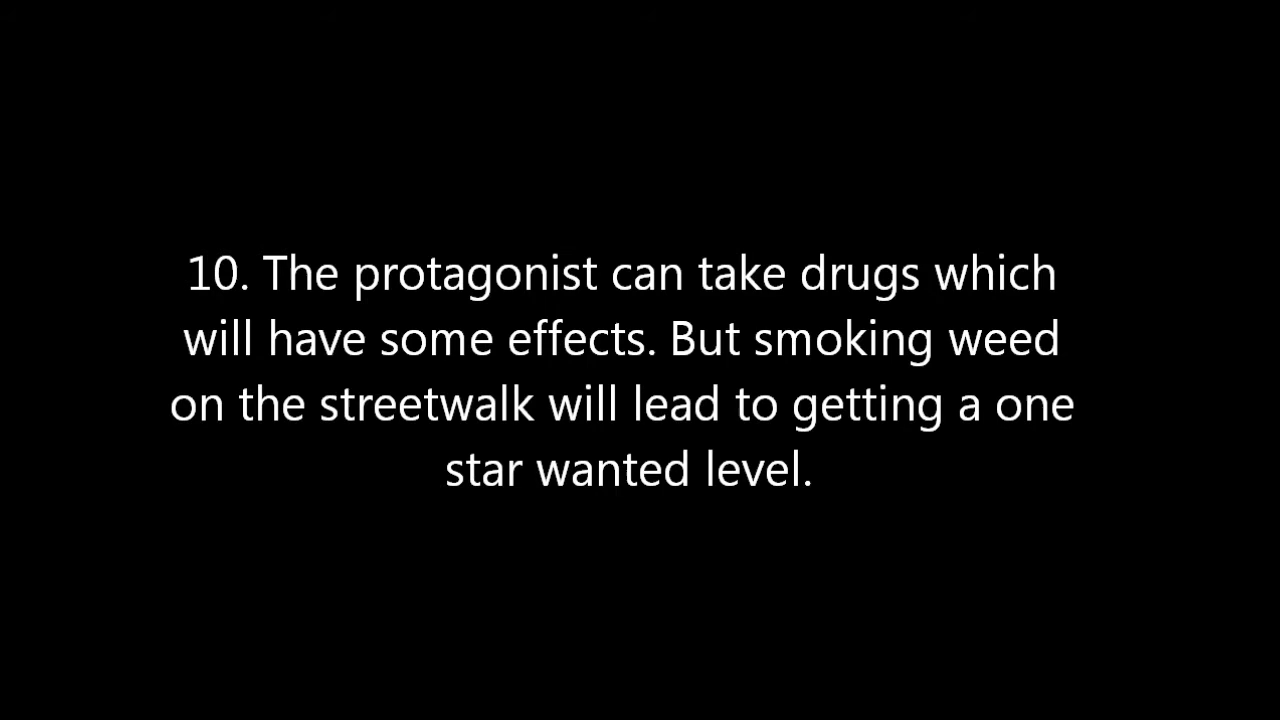 10. The protagonist can take drugs which
will have some effects. But smoking weed
on the streetwalk will lead to getting a one
star wanted level.